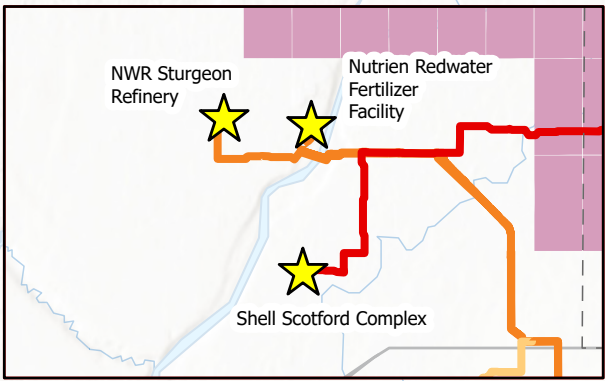 NWR Sturgeon
Refinery
Nutrien Redwater
Fertilizer
Facility
Shell Scotford Complex